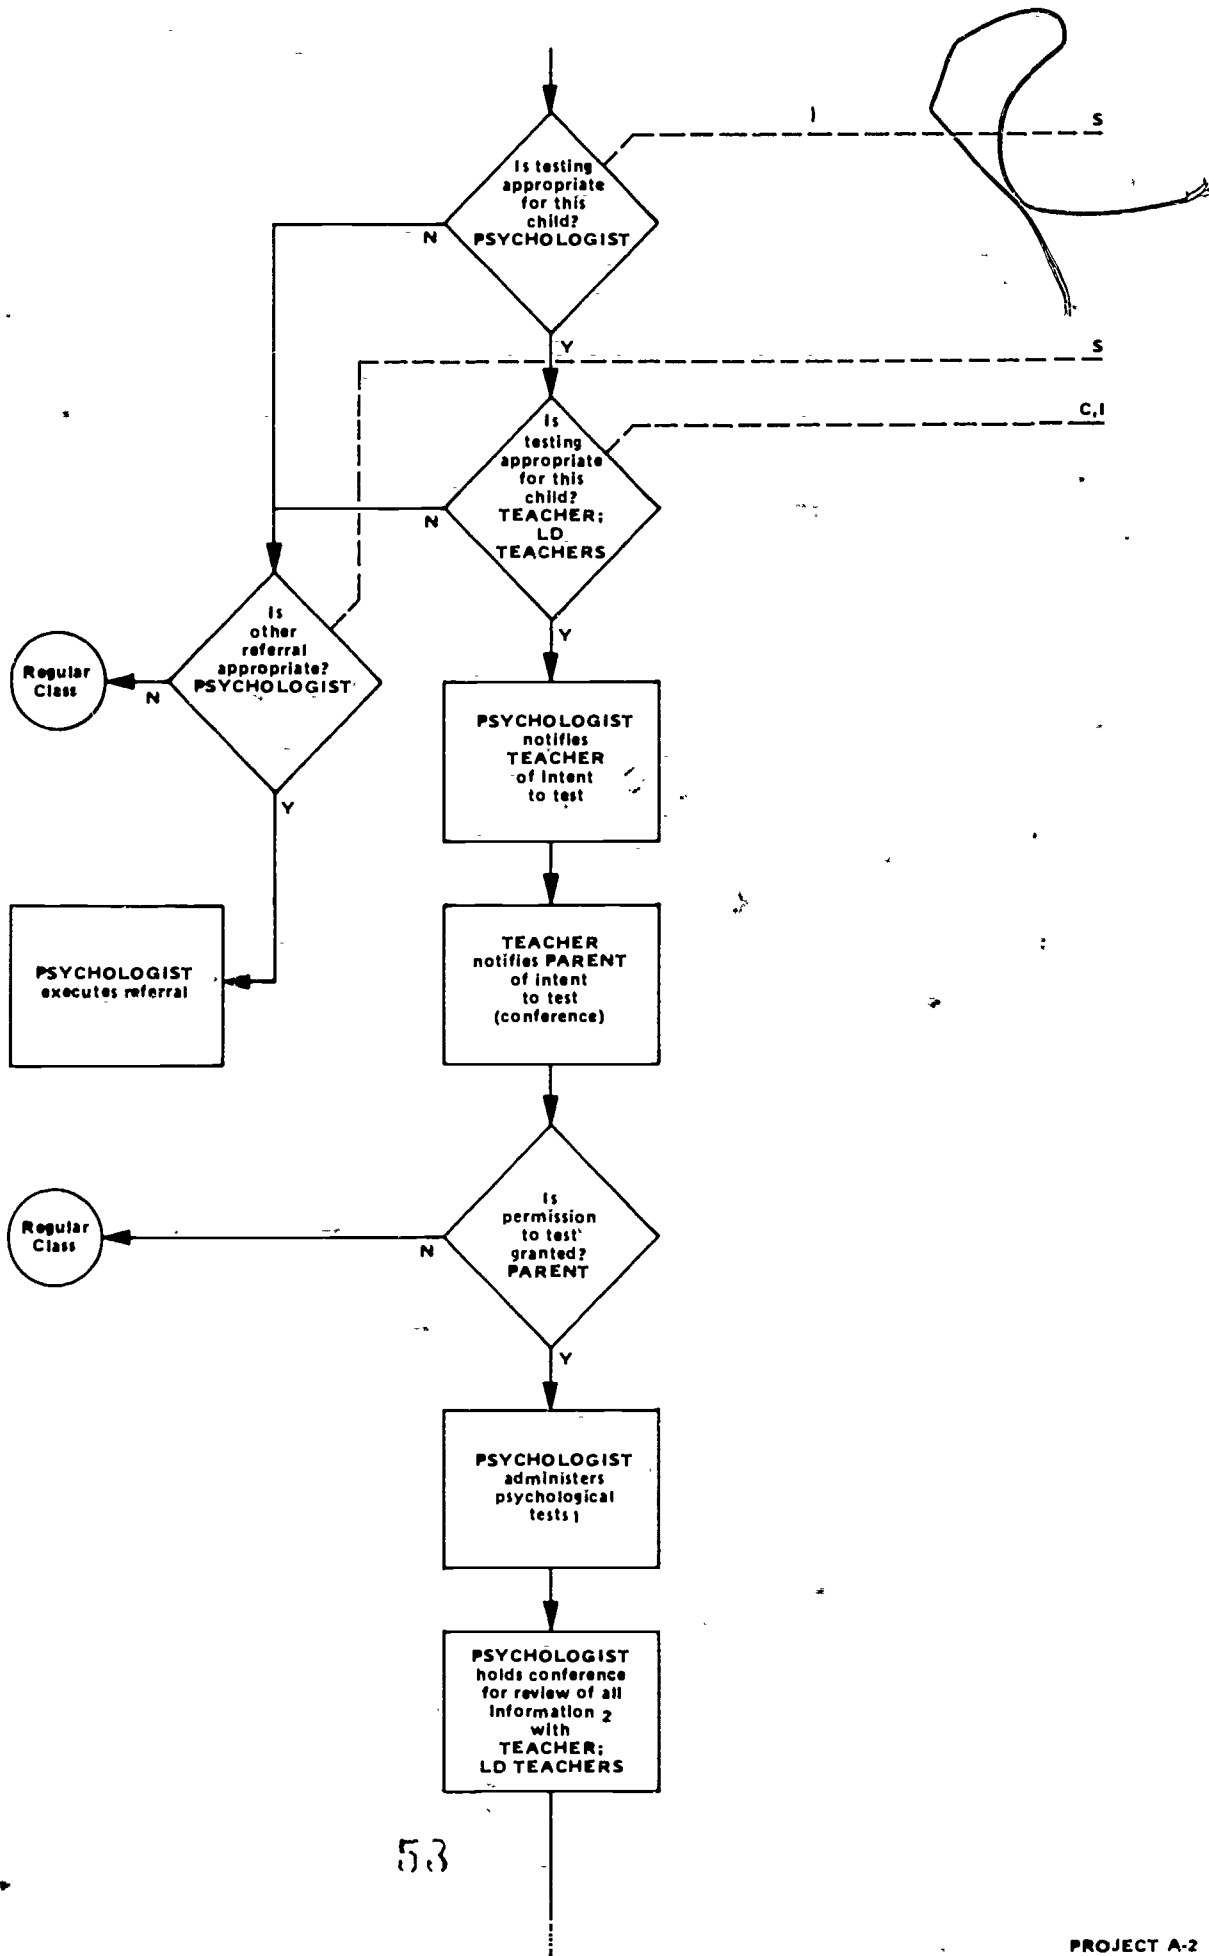 S
Is testing
appropriate
for this
child?
PSYCHOLOGIST
N
Y
S
C,I
Is
testing
appropriate
for this
child?
TEACHER;
LD
TEACHERS
N
Y
Is
other
referral
appropriate?
PSYCHOLOGIST
N
Y
Regular
Class
PSYCHOLOGIST
notifies
TEACHER
of intent
to test
PSYCHOLOGIST
executes referral
TEACHER
notifies PARENT
of intent
to test
(conference)
Is
permission
to test
granted?
PARENT
N
Y
Regular
Class
PSYCHOLOGIST
administers
psychological
tests 1
PSYCHOLOGIST
holds conference
for review of all
information 2
with
TEACHER;
LD TEACHERS
53
PROJECT A-2